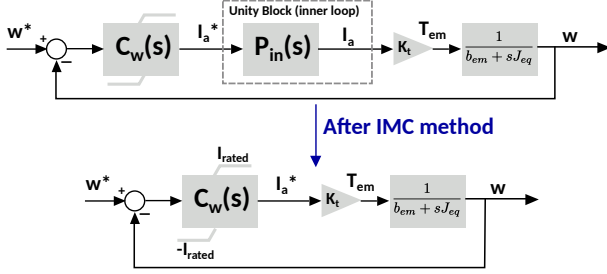 Unity Block (inner loop)
w*
+
−
C_w(s)
I_a*
P_in(s)
I_a
K_t
T_em
1
b_em + sJ_eq
w
After IMC method
I_rated
w*
+
−
C_w(s)
-I_rated
I_a*
K_t
T_em
1
b_em + sJ_eq
w